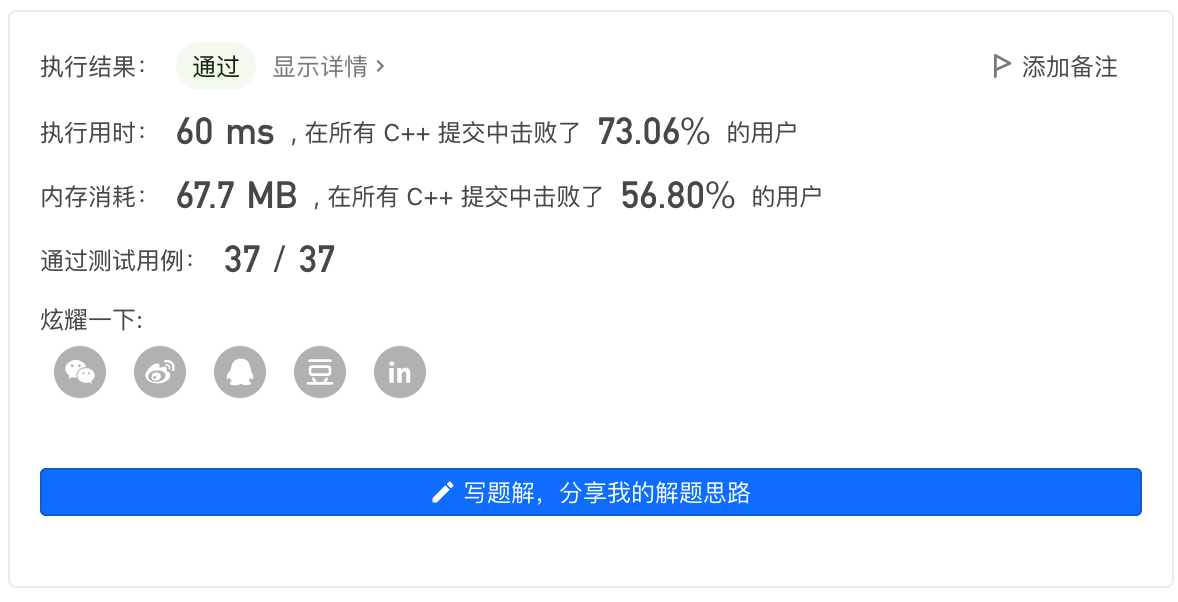 执行结果： 通过 显示详情 › 添加备注
执行用时： 60 ms , 在所有 C++ 提交中击败了 73.06% 的用户
内存消耗： 67.7 MB , 在所有 C++ 提交中击败了 56.80% 的用户
通过测试用例： 37 / 37
炫耀一下:
豆 in
写题解，分享我的解题思路